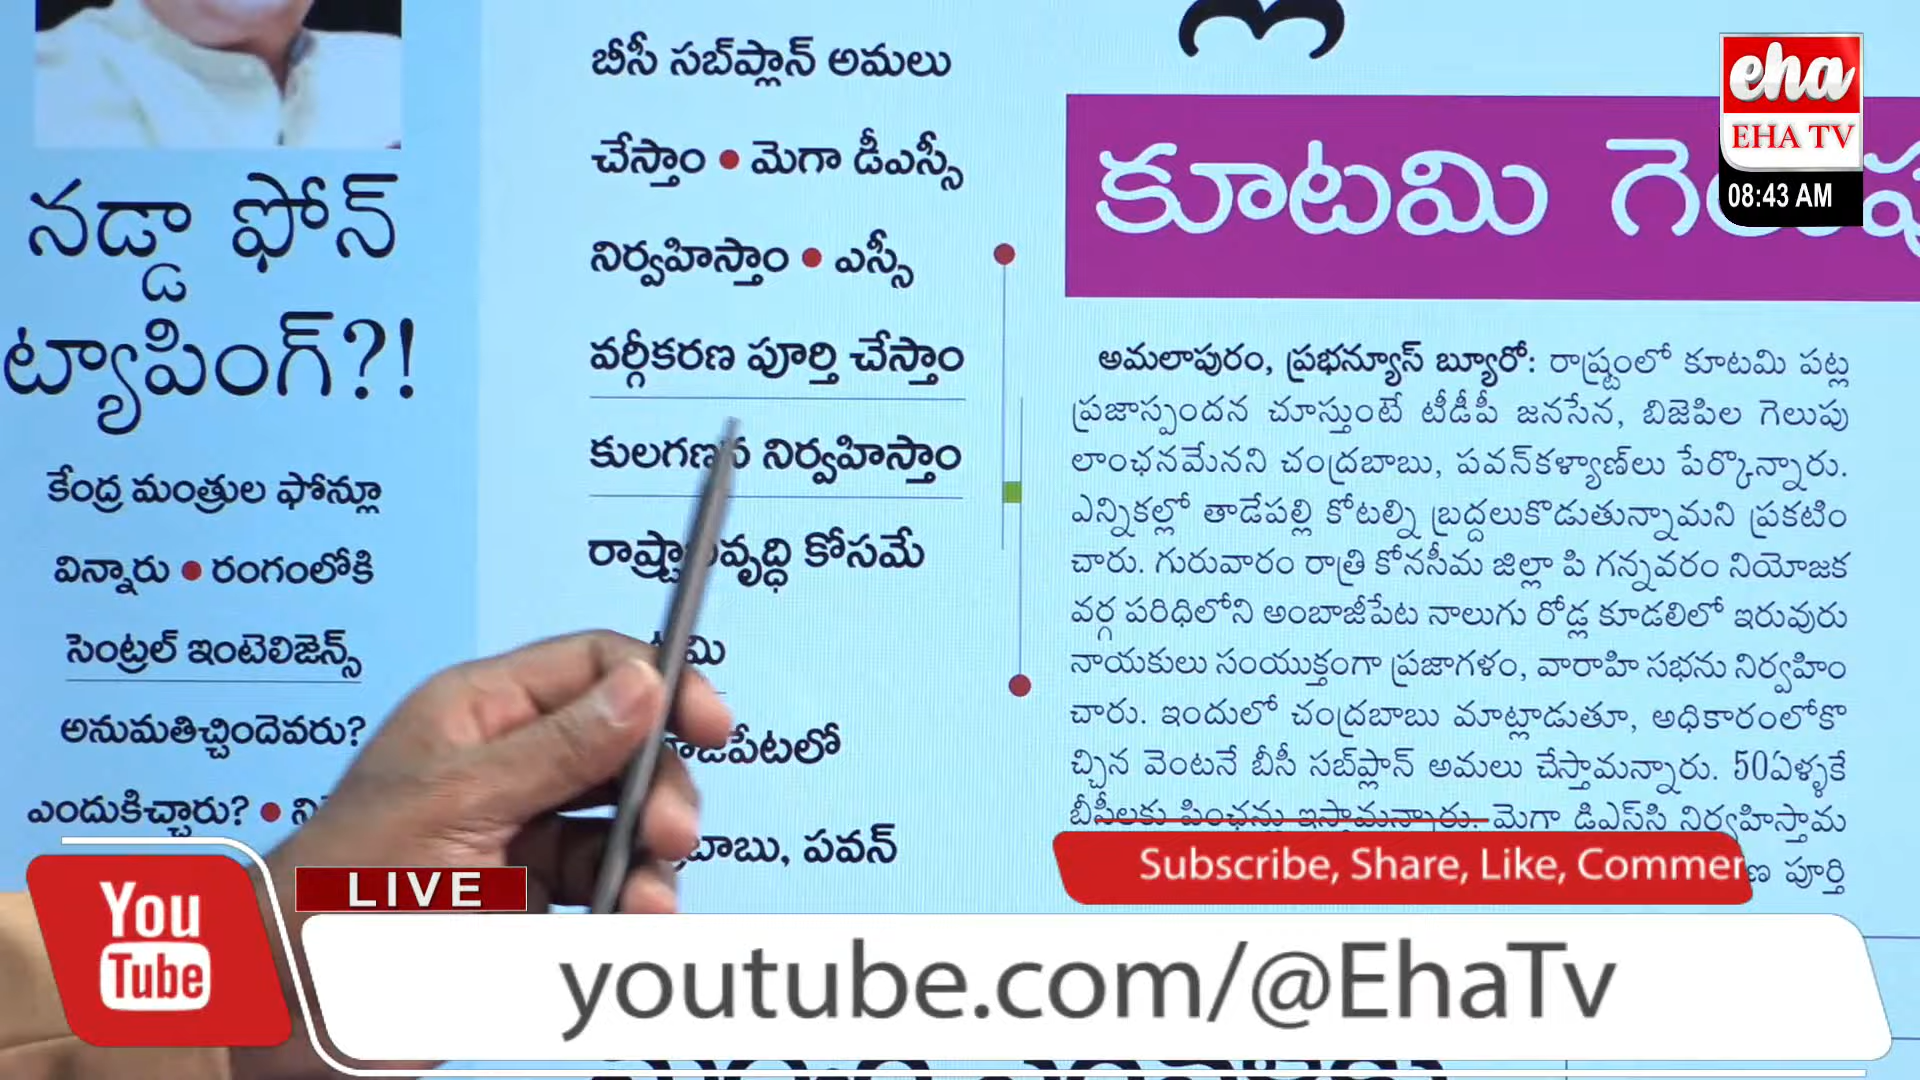 నడ్డా ఫోన్
ట్యాపింగ్?!
కేంద్ర మంత్రుల ఫోన్లూ
విన్నారు • రంగంలోకి
సెంట్రల్ ఇంటెలిజెన్స్
అనుమతిచ్చిందెవరు?
ఎందుకిచ్చారు? •
బీసీ సబ్‌ప్లాన్ అమలు
చేస్తాం • మెగా డీఎస్సీ
నిర్వహిస్తాం • ఎస్సీ
వర్గీకరణ పూర్తి చేస్తాం
కులగణన నిర్వహిస్తాం
కోసమే
పవన్
కూటమి
అమలాపురం, ప్రభన్యూస్ బ్యూరో: రాష్ట్రంలో కూటమి పట్ల
ప్రజాస్పందన చూస్తుంటే టీడీపీ జనసేన, బిజెపిల గెలుపు
లాంఛనమేనని చంద్రబాబు, పవన్‌కళ్యాణ్‌లు పేర్కొన్నారు.
ఎన్నికల్లో తాడేపల్లి కోటల్ని బ్రద్దలుకొడుతున్నామని ప్రకటిం
చారు. గురువారం రాత్రి కోనసీమ జిల్లా పి గన్నవరం నియోజక
వర్గ పరిధిలోని అంబాజీపేట నాలుగు రోడ్ల కూడలిలో ఇరువురు
నాయకులు సంయుక్తంగా ప్రజాగళం, వారాహి సభను నిర్వహిం
చారు. ఇందులో చంద్రబాబు మాట్లాడుతూ, అధికారంలోకొ
చ్చిన వెంటనే బీసీ సబ్‌ప్లాన్ అమలు చేస్తామన్నారు. 50ఏళ్ళకే
బీసీలకు పింఛను ఇస్తామన్నారు. మెగా డిఎస్‌సి నిర్వహిస్తామ
పూర్తి
eha
EHA TV
08:43 AM
Subscribe, Share, Like, Commen
LIVE
You
Tube
youtube.com/@EhaTv